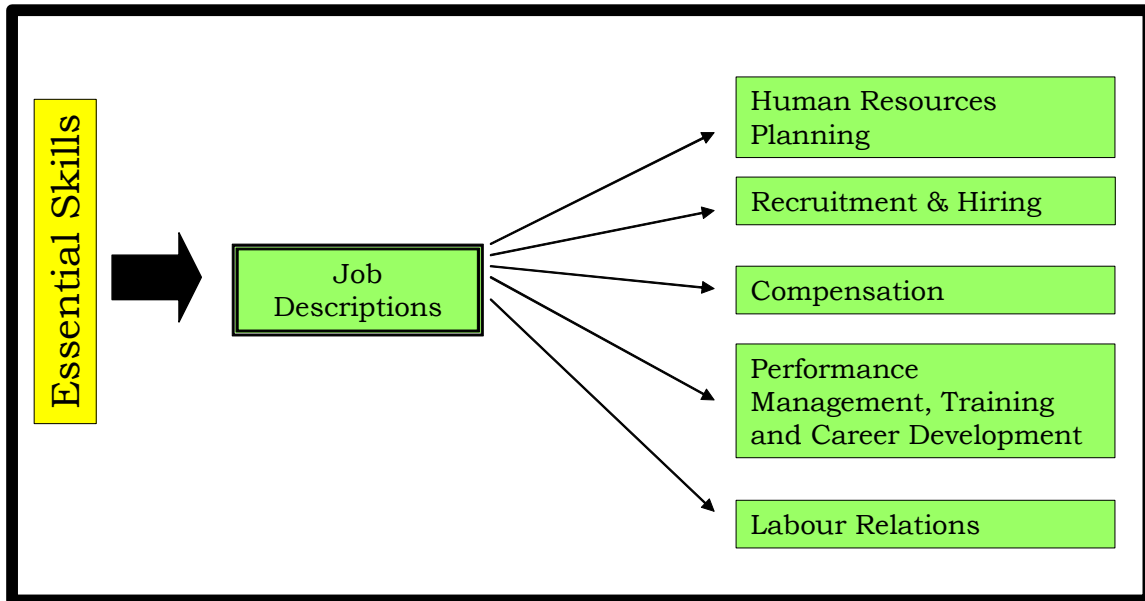 Essential Skills
Job
Descriptions
Human Resources
Planning
Recruitment & Hiring
Compensation
Performance
Management, Training
and Career Development
Labour Relations